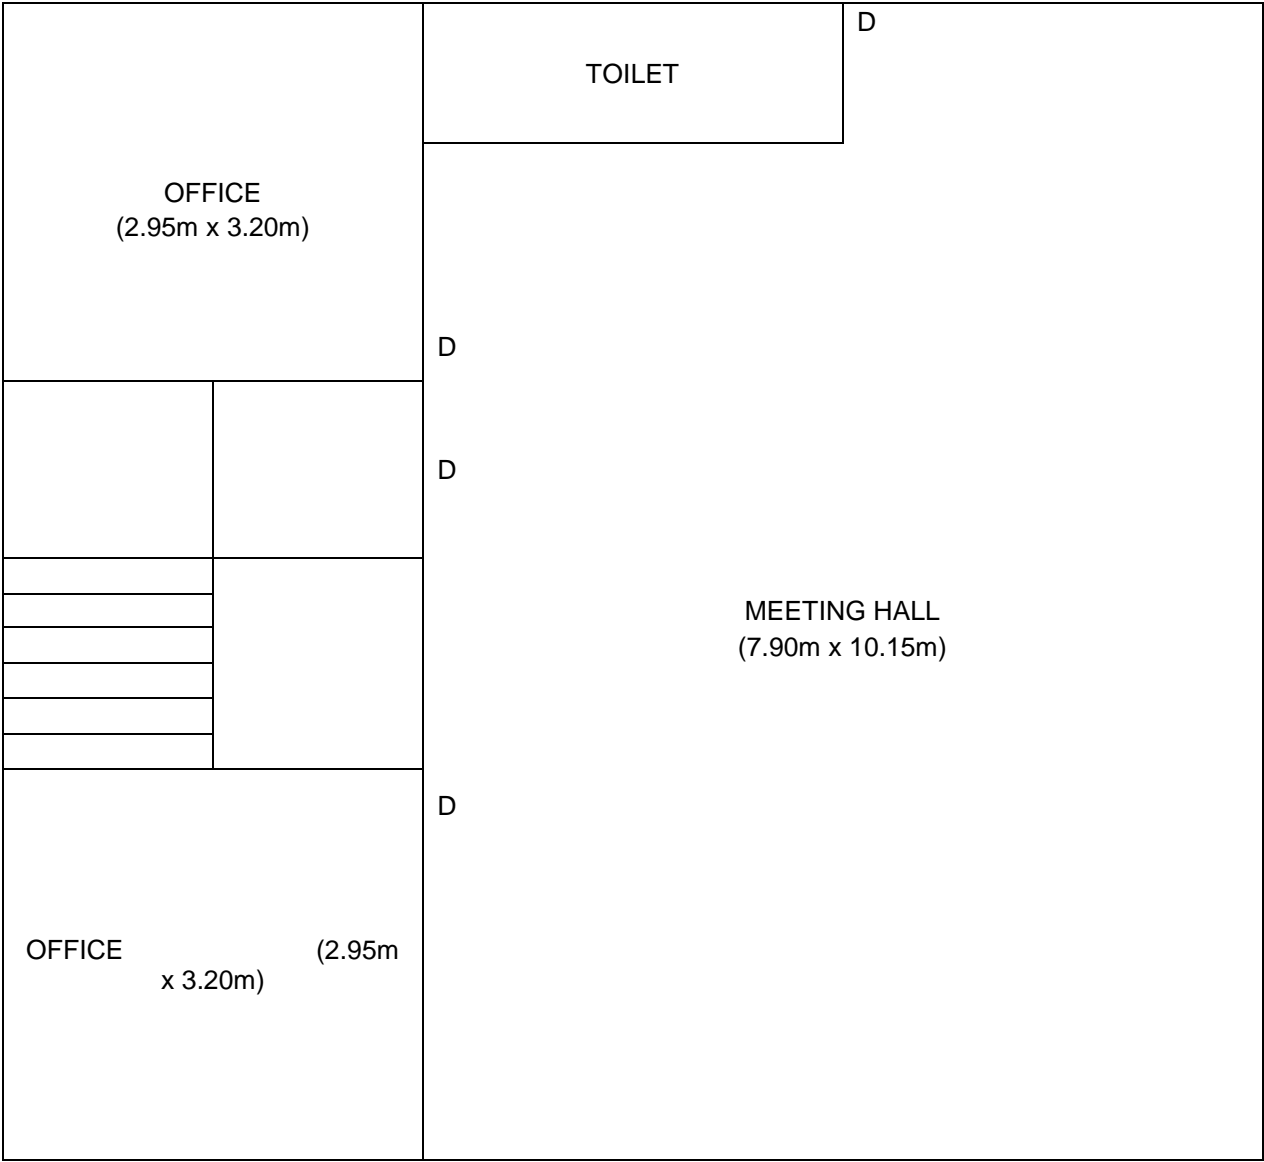 D
TOILET
OFFICE
(2.95m x 3.20m)
D
D
MEETING HALL
(7.90m x 10.15m)
D
OFFICE (2.95m
x 3.20m)